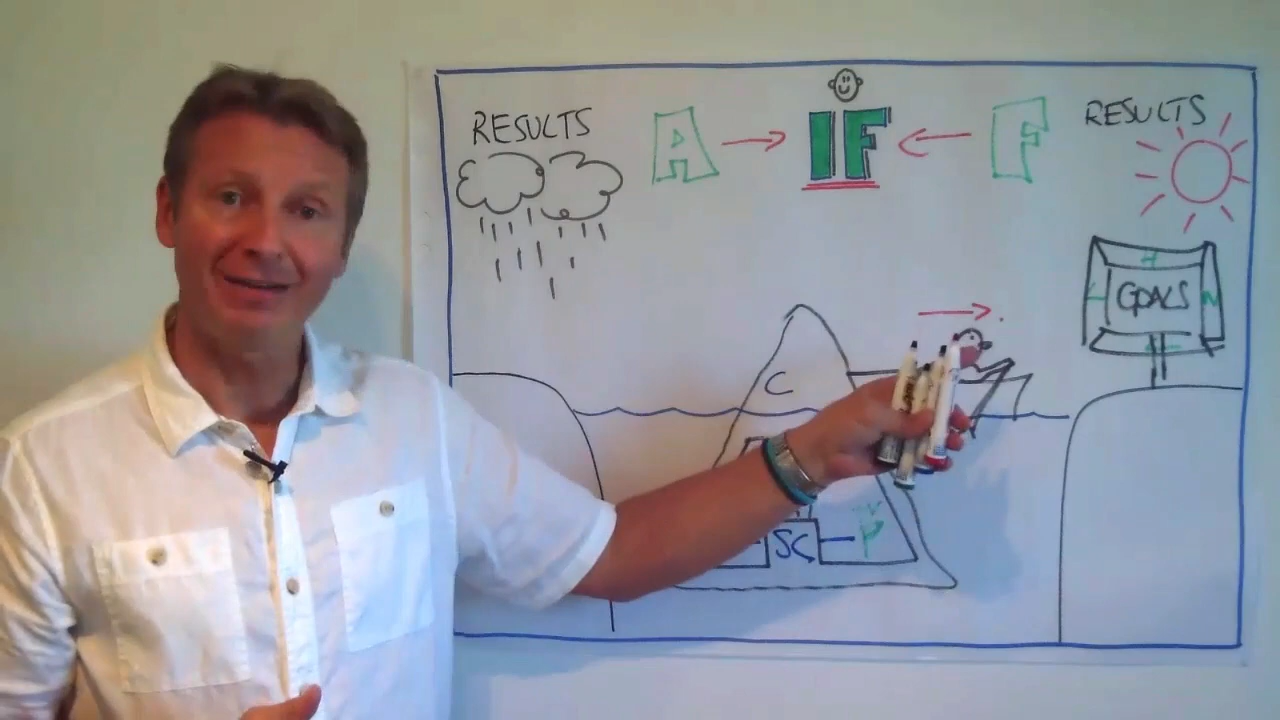 RESULTS
A → IF ← F
RESULTS
GOALS
C
SC
P